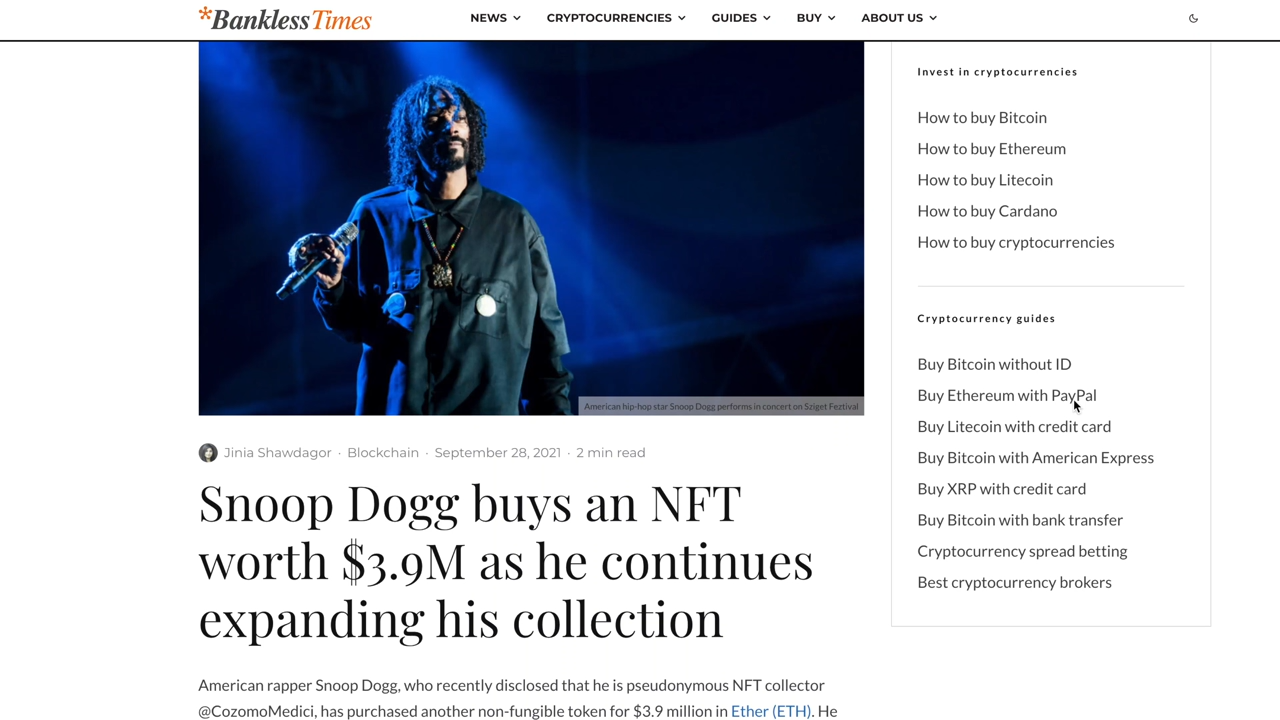 *Bankless Times
NEWS
CRYPTOCURRENCIES
GUIDES
BUY
ABOUT US
American hip-hop star Snoop Dogg performs in concert on Sziget Feztival
Jinia Shawdagor · Blockchain · September 28, 2021 · 2 min read
Snoop Dogg buys an NFT
worth $3.9M as he continues
expanding his collection
American rapper Snoop Dogg, who recently disclosed that he is pseudonymous NFT collector
@CozomoMedici, has purchased another non-fungible token for $3.9 million in Ether (ETH). He
Invest in cryptocurrencies
How to buy Bitcoin
How to buy Ethereum
How to buy Litecoin
How to buy Cardano
How to buy cryptocurrencies
Cryptocurrency guides
Buy Bitcoin without ID
Buy Ethereum with PayPal
Buy Litecoin with credit card
Buy Bitcoin with American Express
Buy XRP with credit card
Buy Bitcoin with bank transfer
Cryptocurrency spread betting
Best cryptocurrency brokers